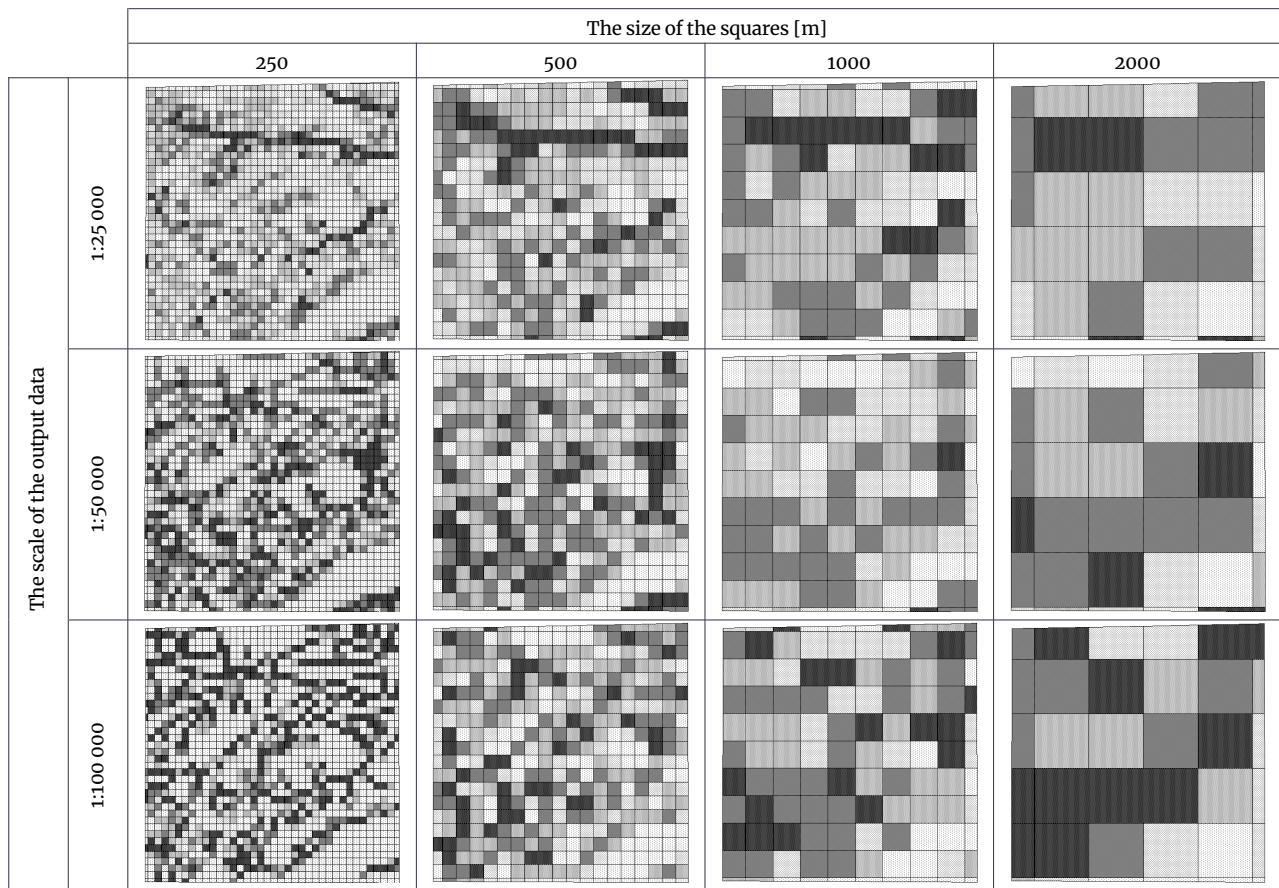 The size of the squares [m]
250 500 1000 2000
The scale of the output data
1:25 000
1:50 000
1:100 000